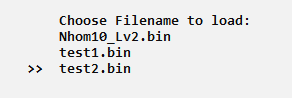 Choose Filename to load:
Nhom10_Lv2.bin
test1.bin
>> test2.bin